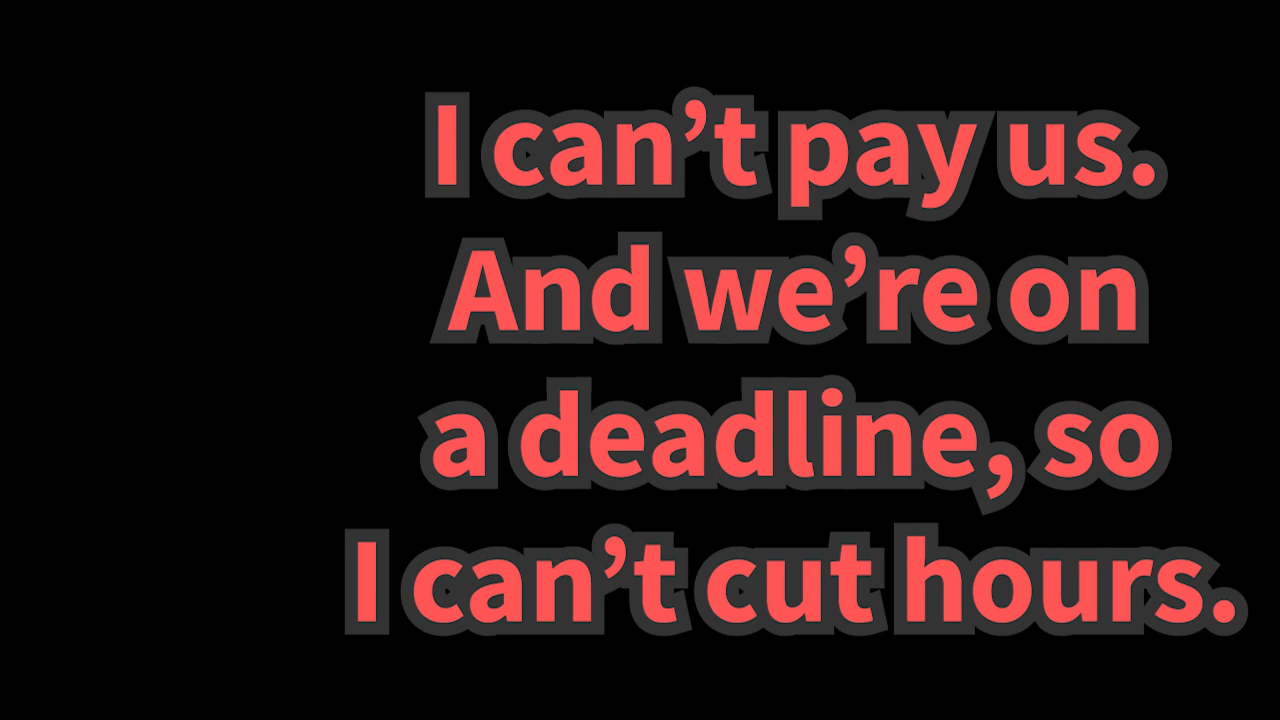 I can’t pay us.
And we’re on
a deadline, so
I can’t cut hours.